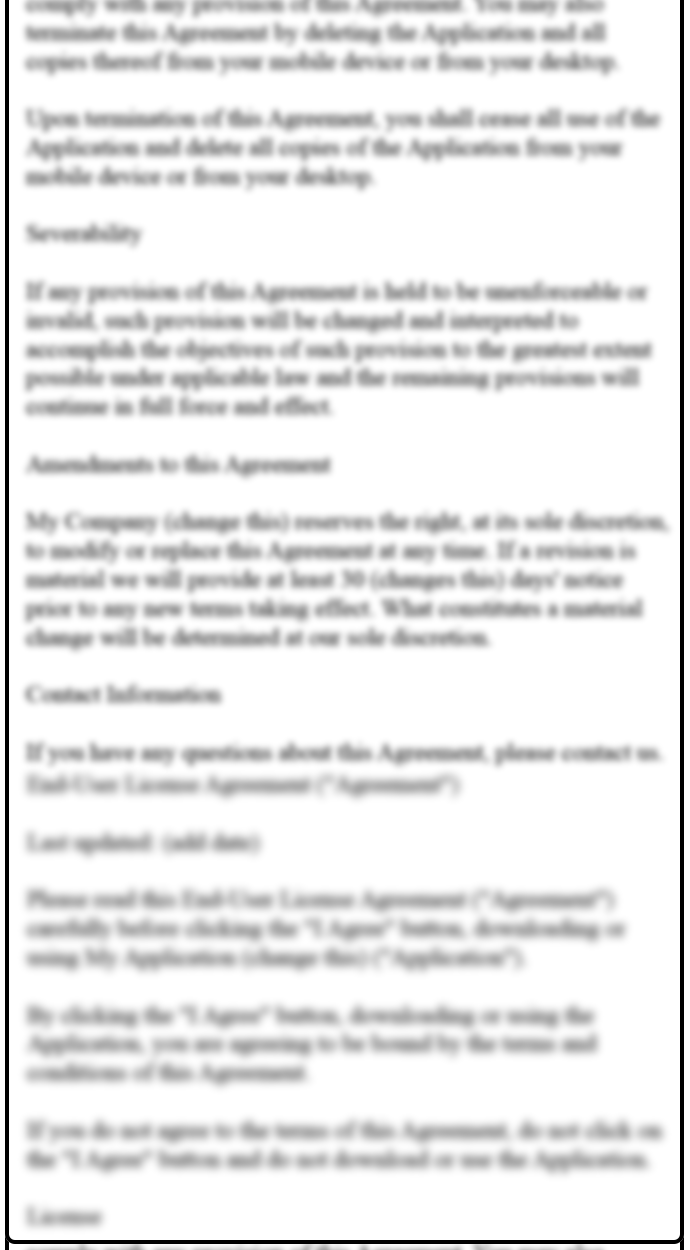 comply with any provision of this Agreement. You may also
terminate this Agreement by deleting the Application and all
copies thereof from your mobile device or from your desktop.
Upon termination of this Agreement, you shall cease all use of the
Application and delete all copies of the Application from your
mobile device or from your desktop.
Severability
If any provision of this Agreement is held to be unenforceable or
invalid, such provision will be changed and interpreted to
accomplish the objectives of such provision to the greatest extent
possible under applicable law and the remaining provisions will
continue in full force and effect.
Amendments to this Agreement
My Company (change this) reserves the right, at its sole discretion,
to modify or replace this Agreement at any time. If a revision is
material we will provide at least 30 (changes this) days' notice
prior to any new terms taking effect. What constitutes a material
change will be determined at our sole discretion.
Contact Information
If you have any questions about this Agreement, please contact us.
End-User License Agreement ("Agreement")
Last updated: (add date)
Please read this End-User License Agreement ("Agreement")
carefully before clicking the "I Agree" button, downloading or
using My Application (change this) ("Application").
By clicking the "I Agree" button, downloading or using the
Application, you are agreeing to be bound by the terms and
conditions of this Agreement.
If you do not agree to the terms of this Agreement, do not click on
the "I Agree" button and do not download or use the Application.
License
comply with any provision of this Agreement. You may also